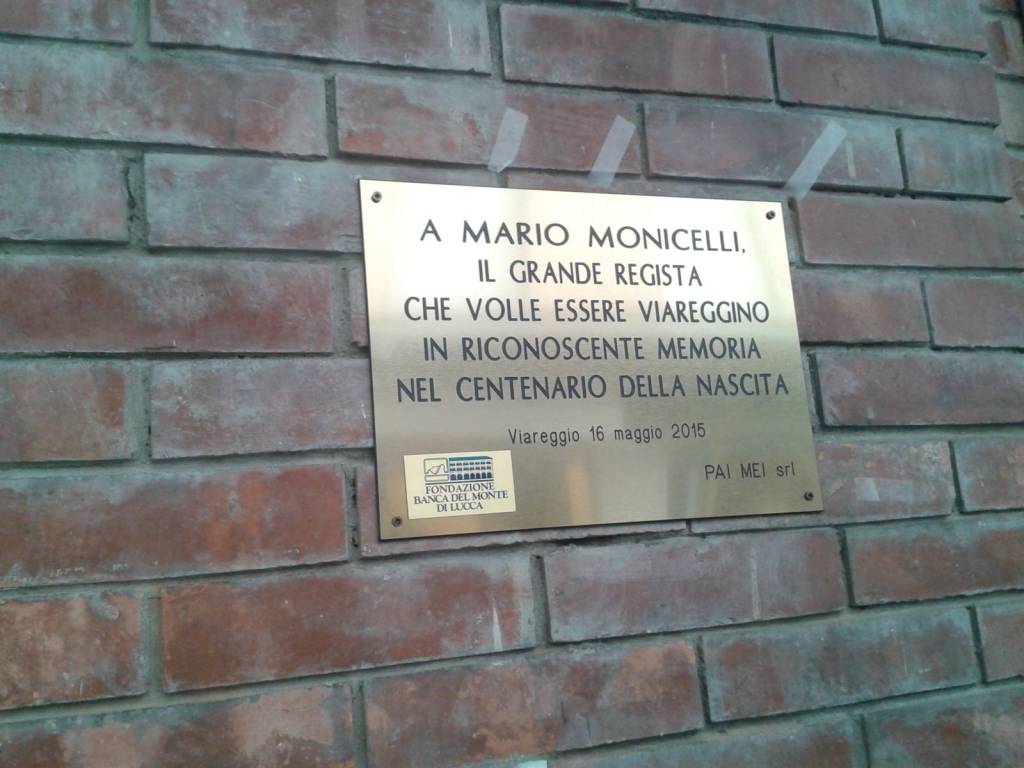 A MARIO MONICELLI,
IL GRANDE REGISTA
CHE VOLLE ESSERE VIAREGGINO
IN RICONOSCENTE MEMORIA
NEL CENTENARIO DELLA NASCITA
Viareggio 16 maggio 2015
PAI MEI srl
FONDAZIONE
BANCA DEL MONTE
DI LUCCA